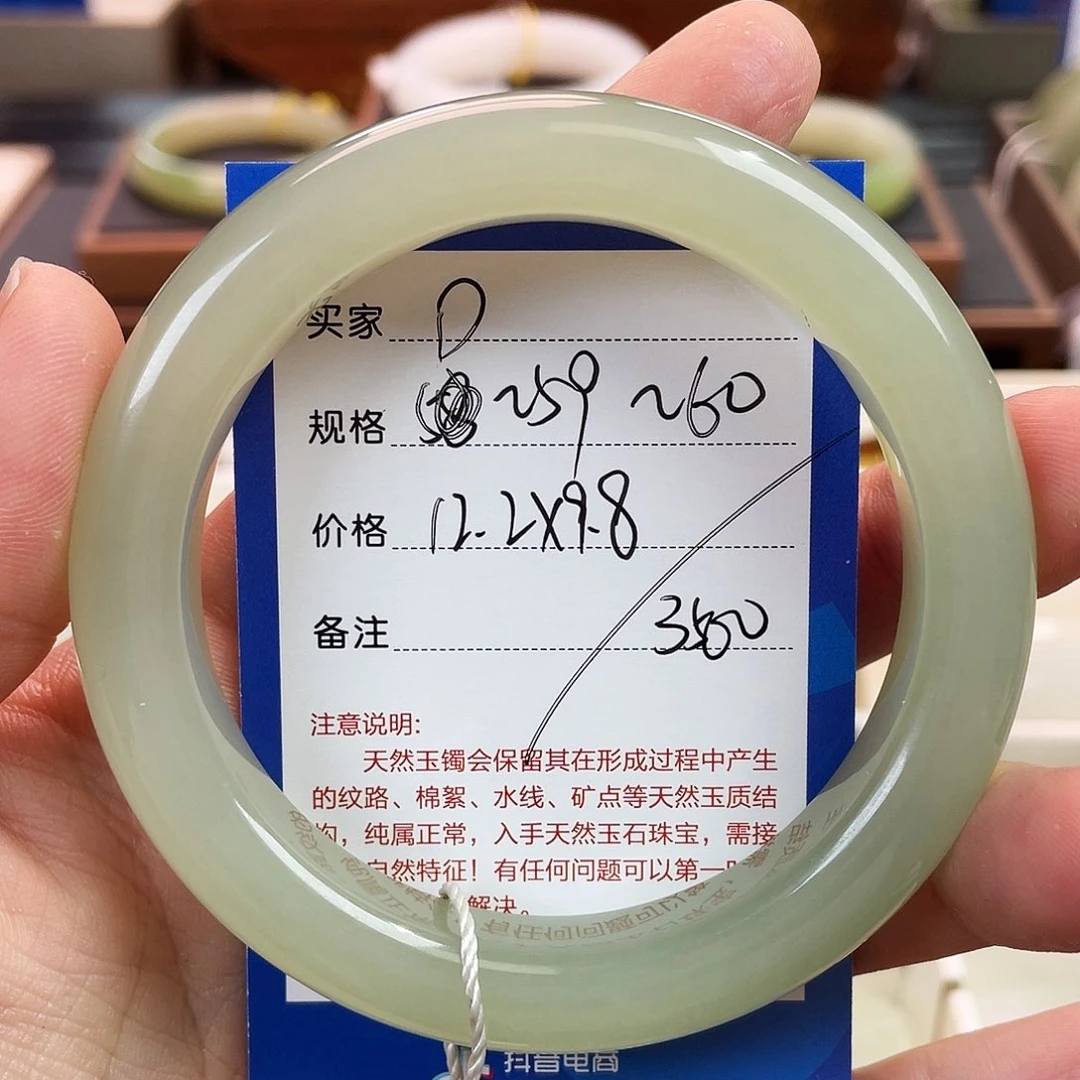 买家
规格 259 260
价格 12.2X9.8
备注
注意说明:
天然玉镯会保留其在形成过程中产生
的纹路、棉絮、水线、矿点等天然玉质结
，纯属正常，入手天然玉石珠宝，需接
自然特征！有任何问题可以第一
解决。
抖音电商